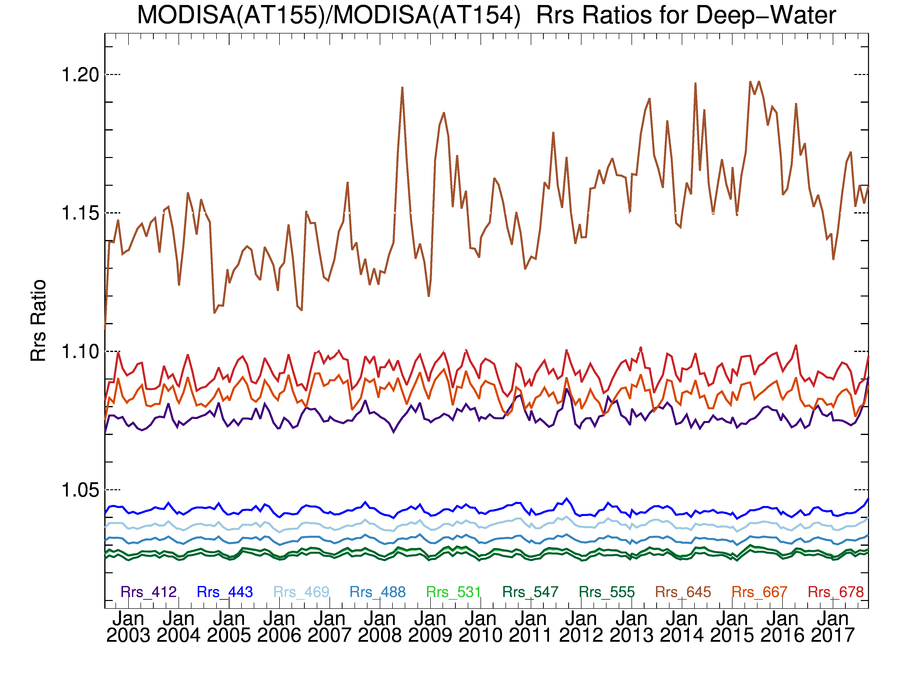 MODISA(AT155)/MODISA(AT154)  Rrs Ratios for Deep−Water
1.20
1.15
1.10
1.05
Rrs Ratio
Rrs_412 Rrs_443 Rrs_469 Rrs_488 Rrs_531 Rrs_547 Rrs_555 Rrs_645 Rrs_667 Rrs_678
Jan Jan Jan Jan Jan Jan Jan Jan Jan Jan Jan Jan Jan Jan Jan
2003 2004 2005 2006 2007 2008 2009 2010 2011 2012 2013 2014 2015 2016 2017